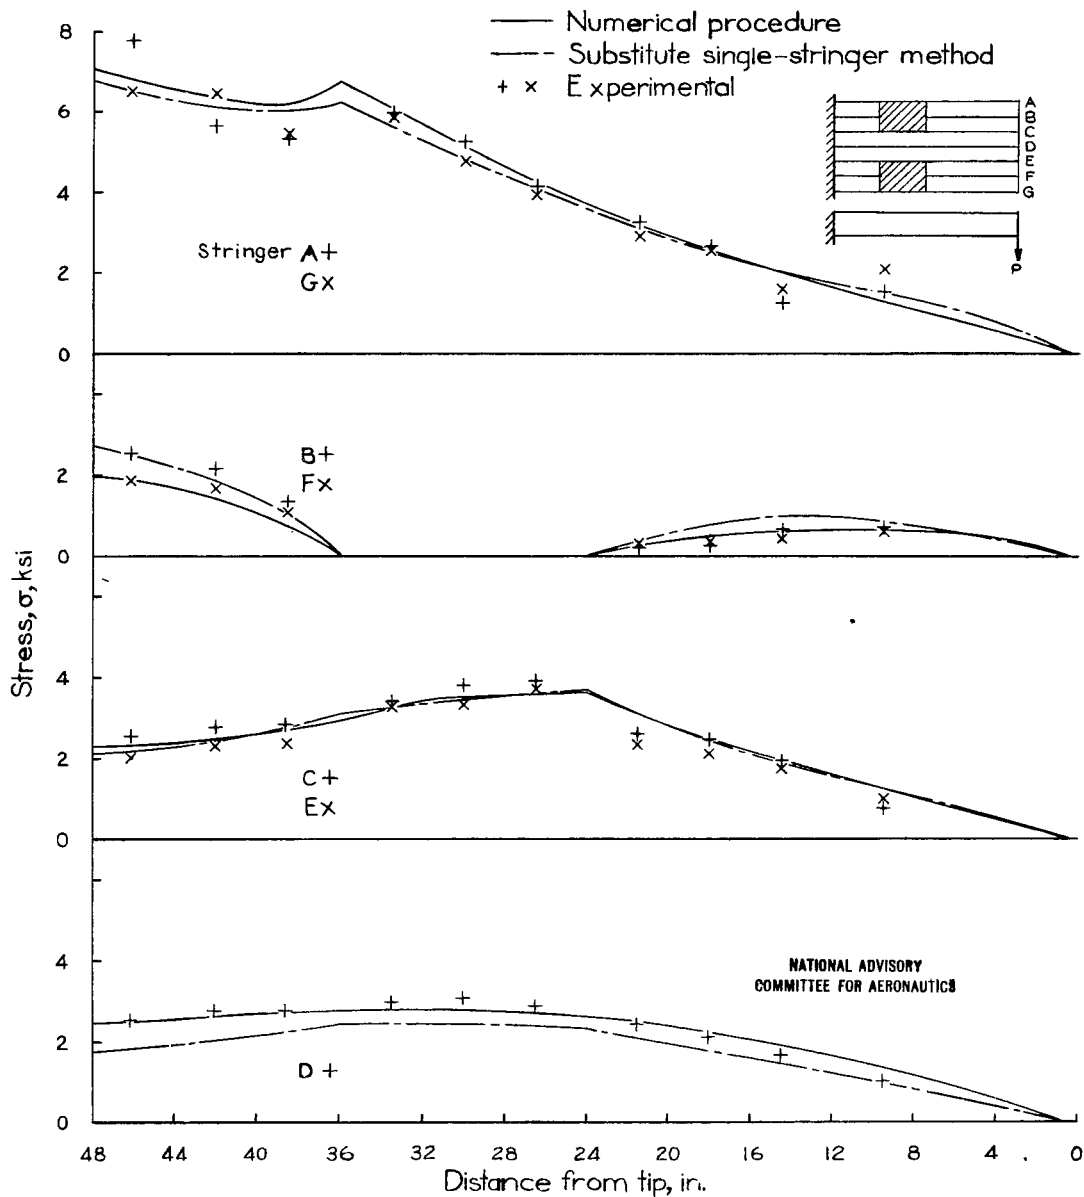 Numerical procedure
Substitute single-stringer method
+ × Experimental
8
6
4
2
0
A
B
C
D
E
F
G
P
Stringer A+
G×
2
0
B+
F×
Stress, σ, ksi
4
2
0
C+
E×
4
2
0
D+
NATIONAL ADVISORY
COMMITTEE FOR AERONAUTICS
48 44 40 36 32 28 24 20 16 12 8 4 0
Distance from tip, in.